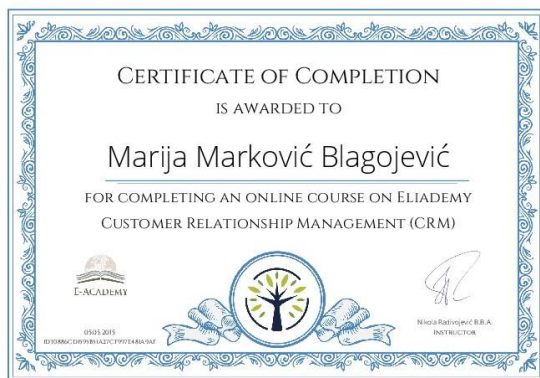 CERTIFICATE OF COMPLETION
IS AWARDED TO
Marija Marković Blagojević
FOR COMPLETING AN ONLINE COURSE ON ELIADEMY
CUSTOMER RELATIONSHIP MANAGEMENT (CRM)
E-ACADEMY
05.05.2015
Nikola Radivojević B.B.A.
INSTRUCTOR